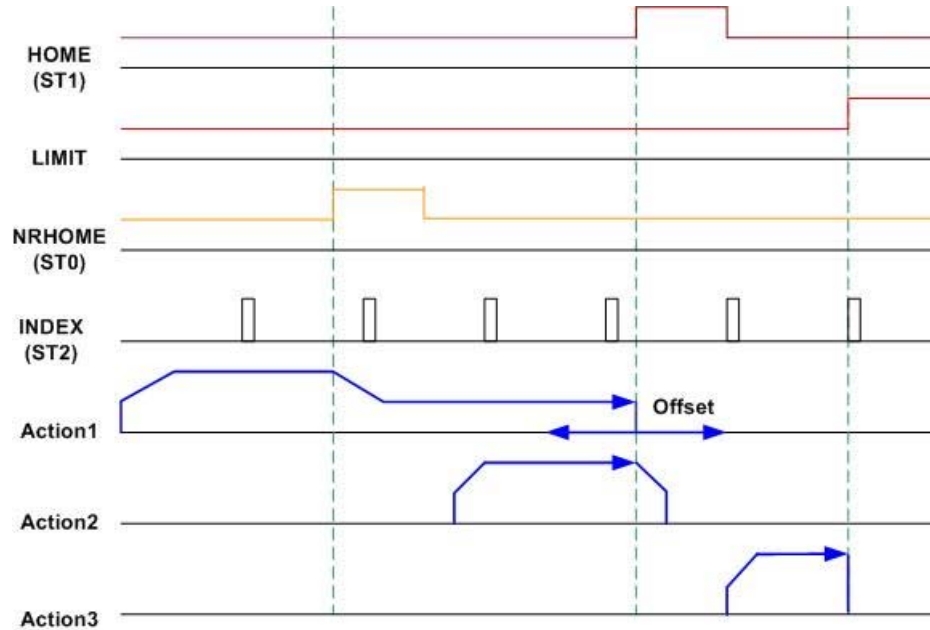 HOME
(ST1)
LIMIT
NRHOME
(ST0)
INDEX
(ST2)
Offset
Action1
Action2
Action3